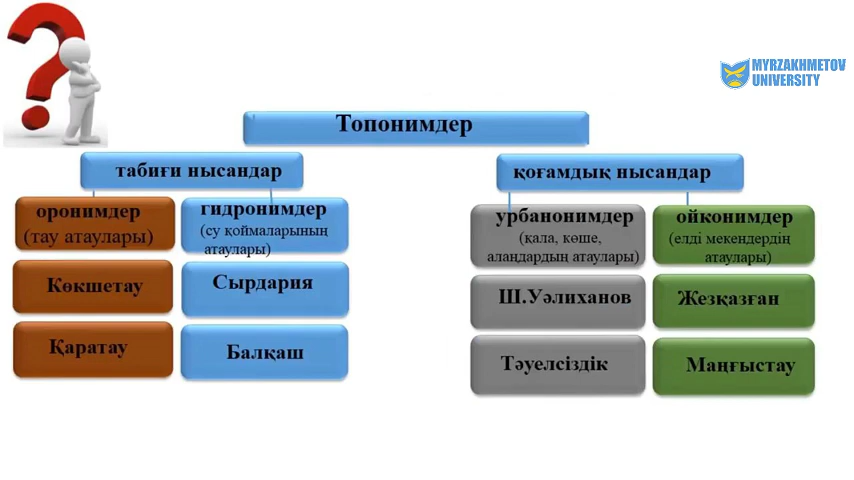 MYRZAKHMETOV
UNIVERSITY
Топонимдер
табиғи нысандар
қоғамдық нысандар
оронимдер
(тау атаулары)
гидронимдер
(су қоймаларының
атаулары)
урбанонимдер
(қала, көше,
алаңдардың атаулары)
ойконимдер
(елді мекендердің
атаулары)
Көкшетау
Сырдария
Ш.Уәлиханов
Жезқазған
Қаратау
Балқаш
Тәуелсіздік
Маңғыстау